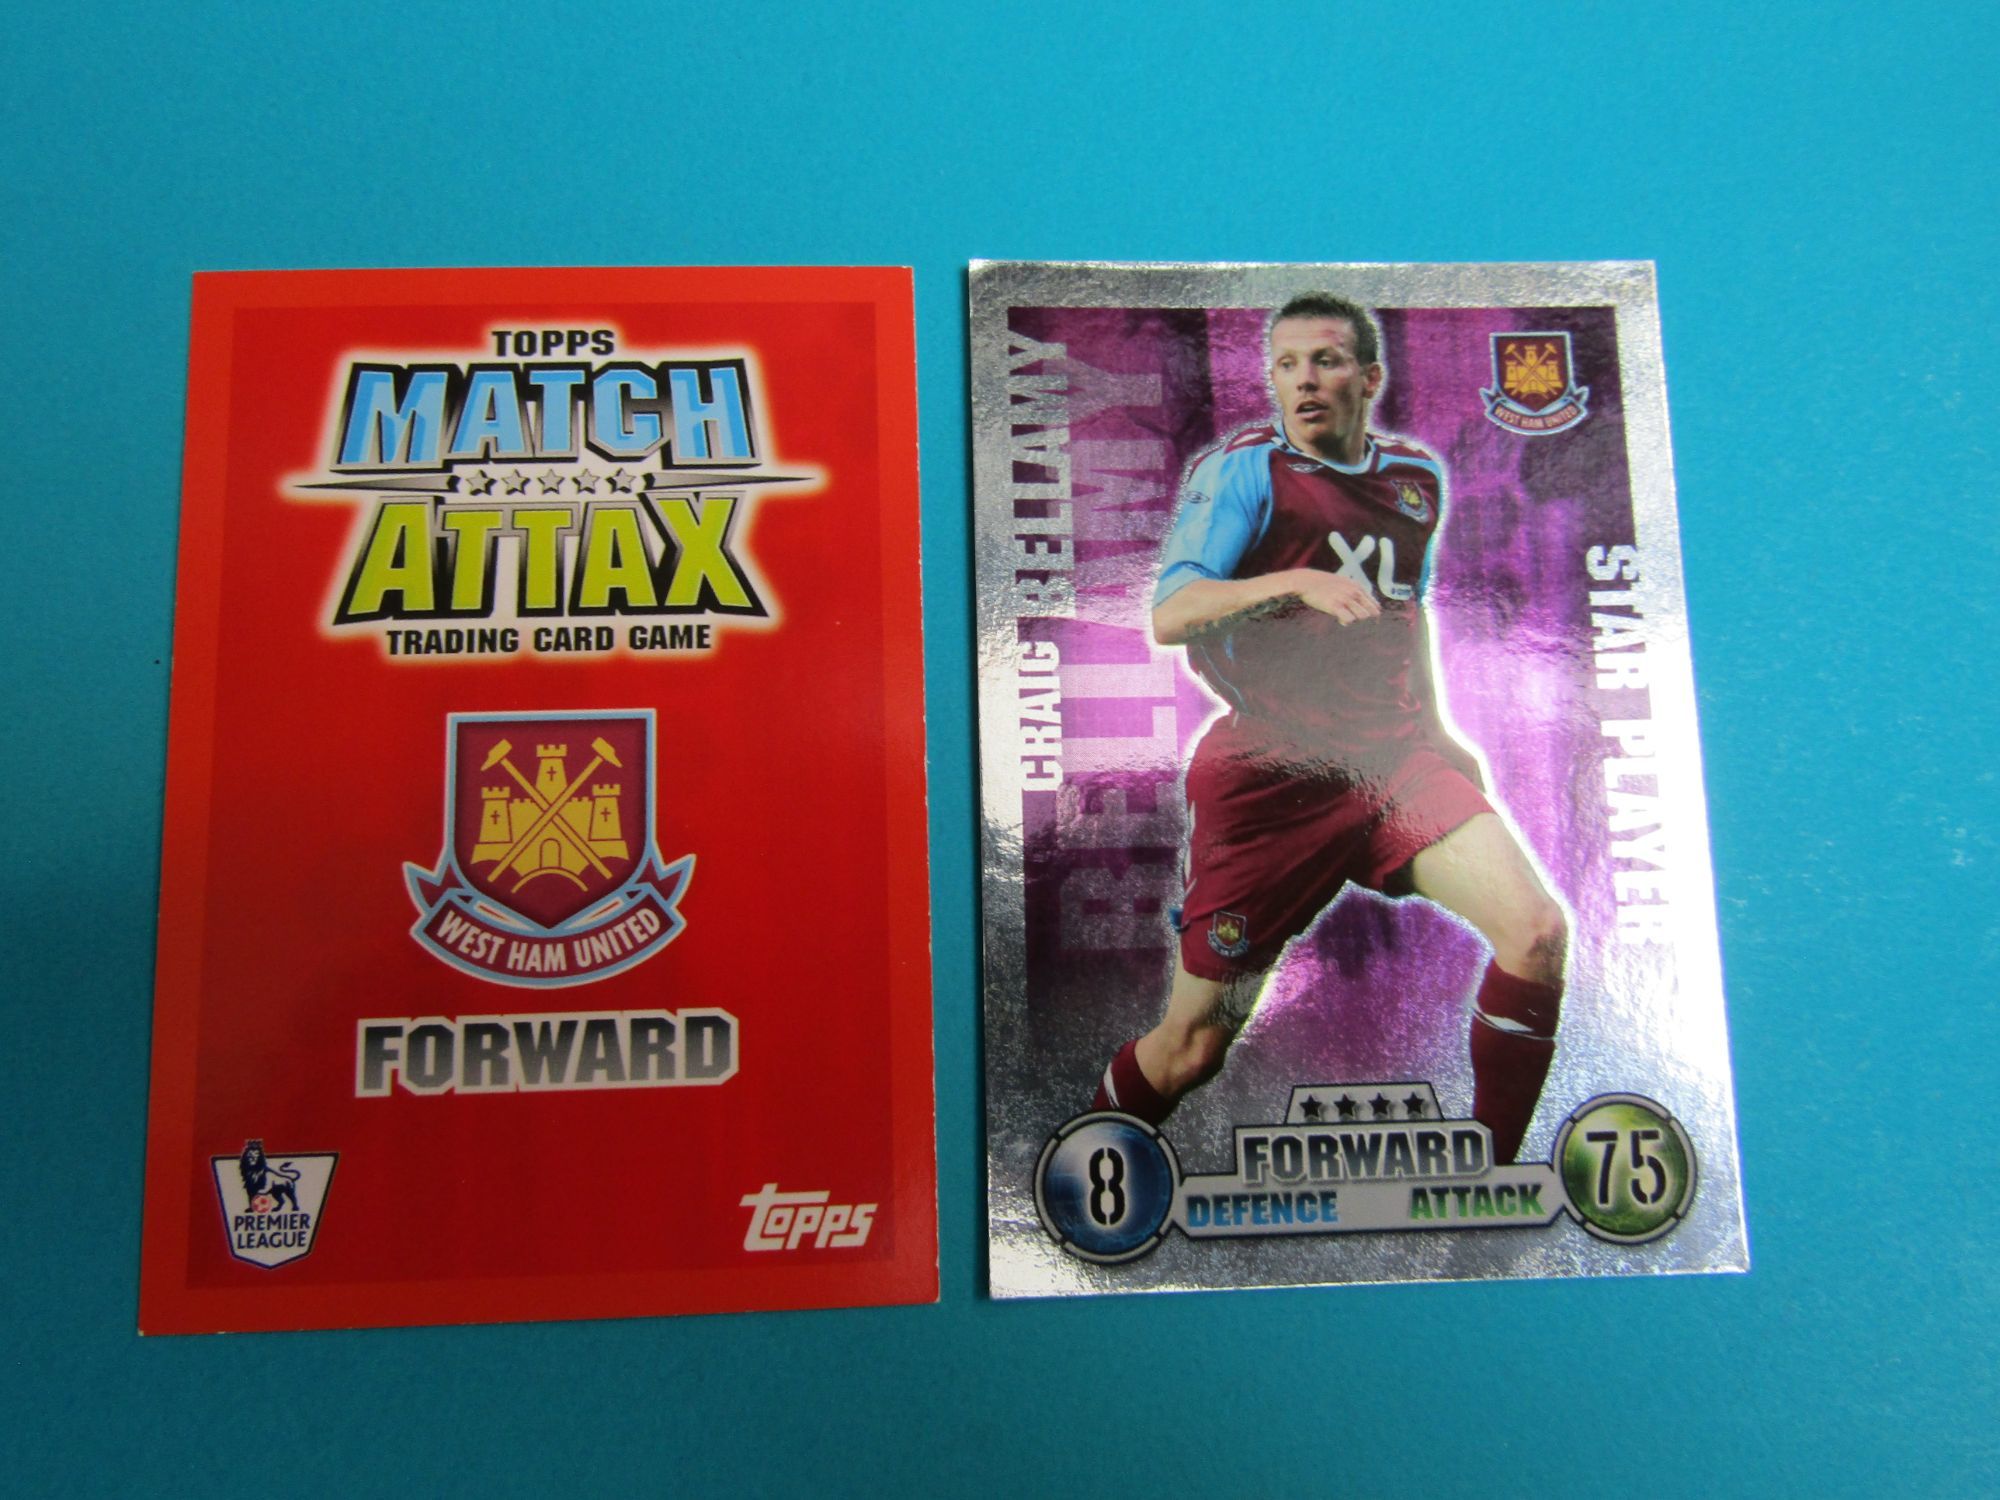 TOPPS
MATCH
ATTAX
TRADING CARD GAME
WEST HAM UNITED
FORWARD
PREMIER
LEAGUE
Topps
CRAIG BELLAMY
BELLAMY
WEST HAM UNITED
STAR PLAYER
XL
FORWARD
8
DEFENCE
ATTACK
75